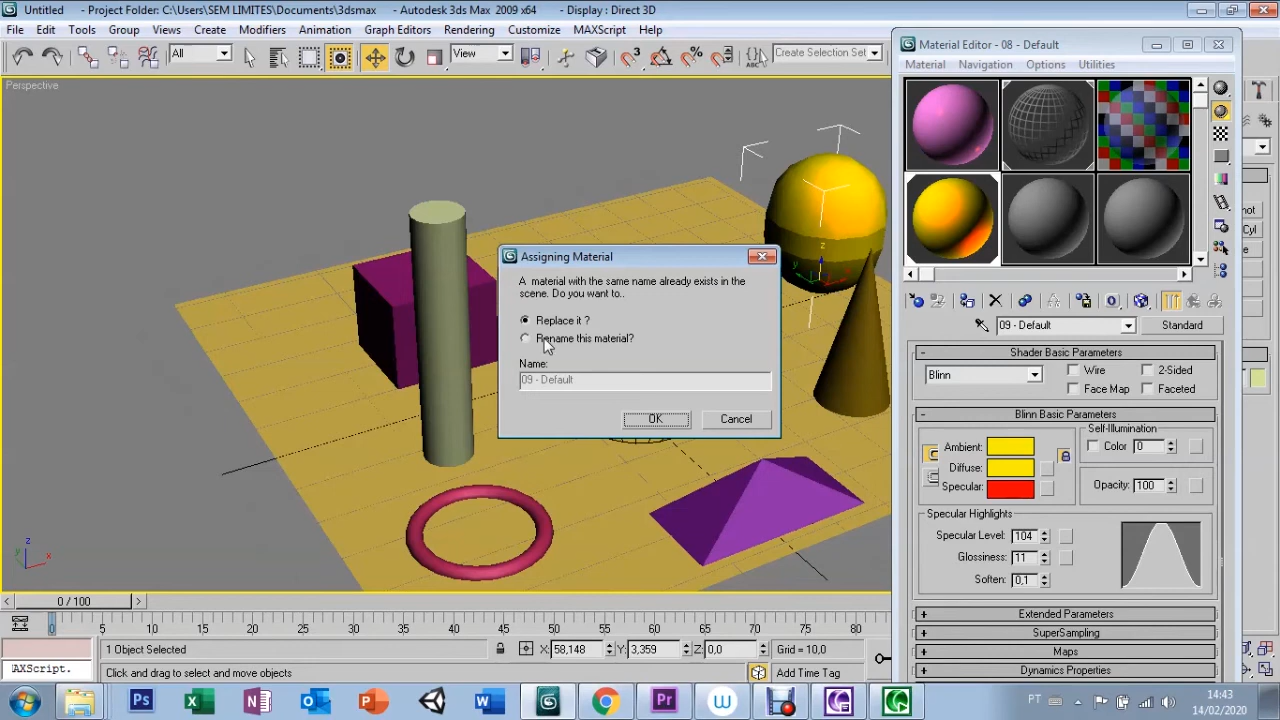 Untitled - Project Folder: C:\Users\SEM LIMITES\Documents\3dsmax - Autodesk 3ds Max 2009 x64 - Display : Direct 3D
File Edit Tools Group Views Create Modifiers Animation Graph Editors Rendering Customize MAXScript Help
All View 3 % ABC Create Selection Set
Perspective
Material Editor - 08 - Default
Material Navigation Options Utilities
09 - Default Standard
Shader Basic Parameters
Blinn Wire 2-Sided
Face Map Faceted
Blinn Basic Parameters
Self-Illumination
Ambient: Color 0
Diffuse:
Specular: Opacity: 100
Specular Highlights
Specular Level: 104
Glossiness: 11
Soften: 0,1
Extended Parameters
SuperSampling
Maps
Dynamics Properties
Assigning Material
A material with the same name already exists in the
scene. Do you want to..
Replace it ?
Rename this material?
Name:
09 - Default
OK Cancel
z
y
z
x
0 / 100
0 5 10 15 20 25 30 35 40 45 50 55 60 65 70 75 80
1 Object Selected X: 58,148 Y: 3,359 Z: 0,0 Grid = 10,0
AXScript. Click and drag to select and move objects Add Time Tag
PT 14:43
14/02/2020